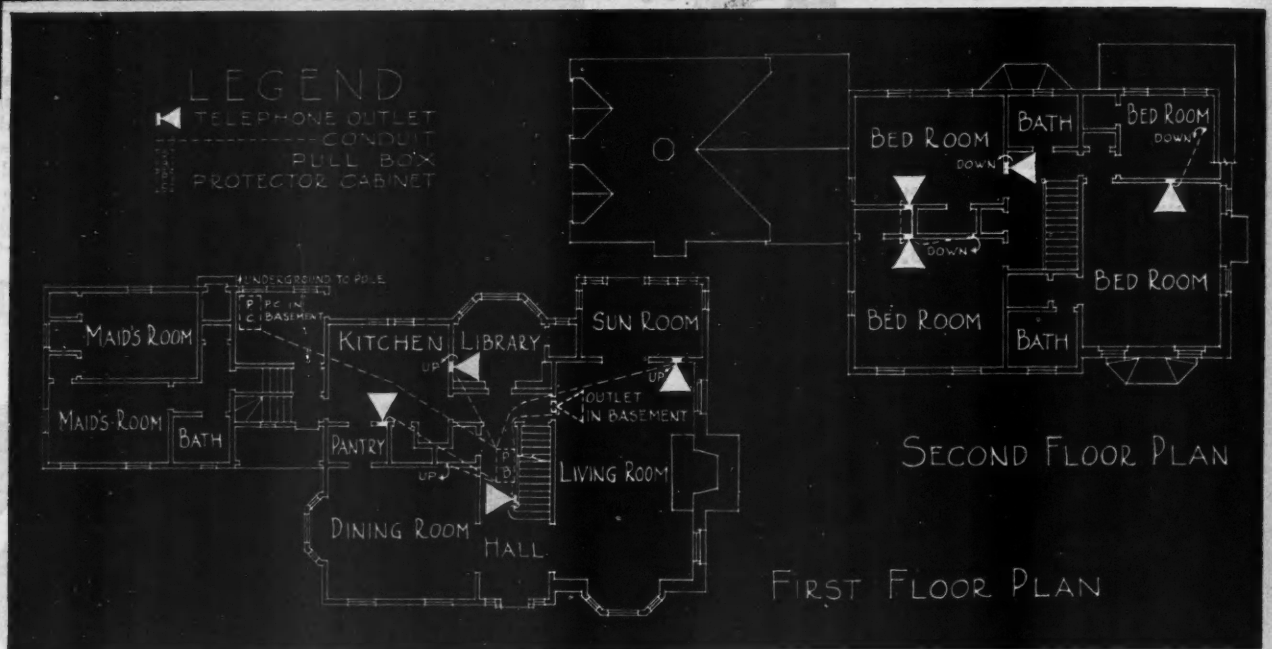 LEGEND
TELEPHONE OUTLET
CONDUIT
PULL BOX
PROTECTOR CABINET
BED ROOM
BATH
BED ROOM
DOWN
DOWN
DOWN
BED ROOM
BED ROOM
BATH
SECOND FLOOR PLAN
UNDERGROUND TO POLE
P C
PC IN
BASEMENT
MAID'S ROOM
KITCHEN
LIBRARY
SUN ROOM
UP
UP
OUTLET
IN BASEMENT
MAID'S ROOM
BATH
PANTRY
UP
LIVING ROOM
DINING ROOM
HALL
FIRST FLOOR PLAN